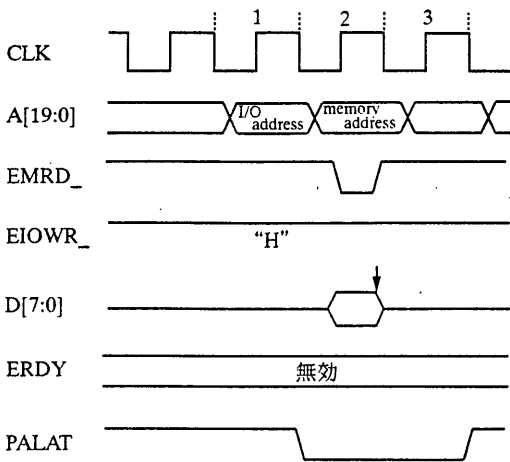 1 2 3
CLK
A[19:0]
I/O
address
memory
address
EMRD_
EIOWR_
“H”
D[7:0]
ERDY
無効
PALAT